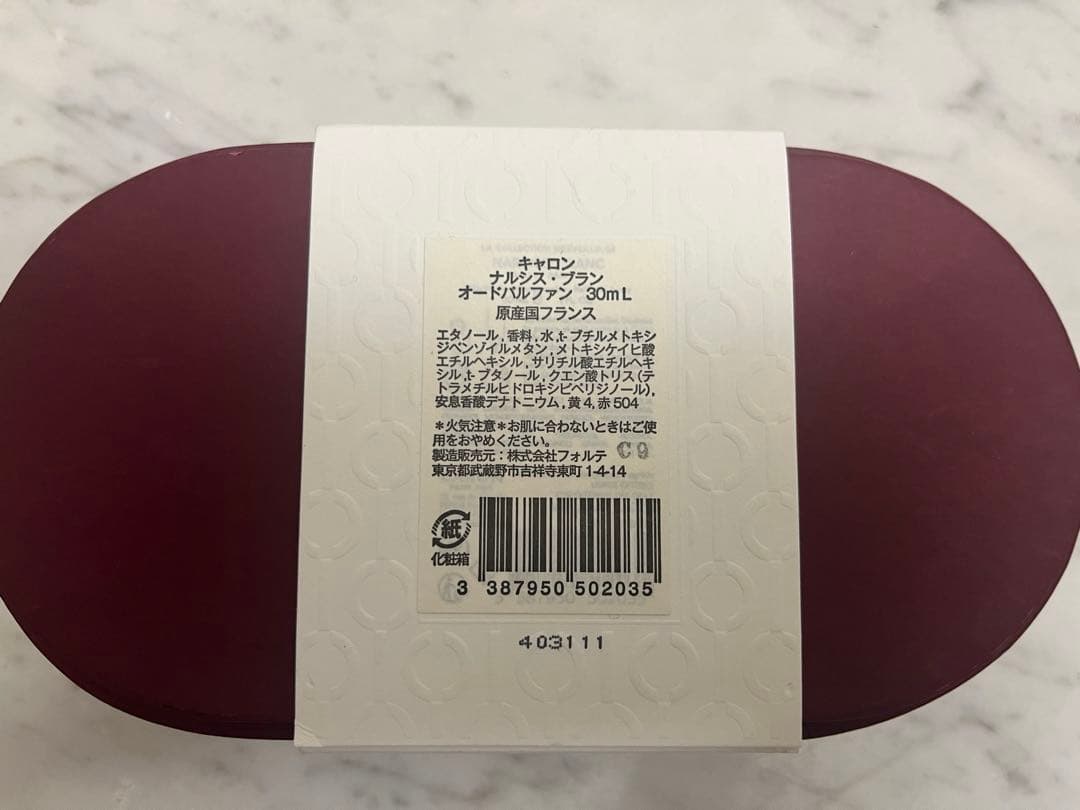 キャロン
ナルシス・ブラン
オードパルファン 30mL
原産国フランス
エタノール,香料,水,t-ブチルメトキシ
ジベンゾイルメタン,メトキシケイヒ酸
エチルヘキシル,サリチル酸エチルヘキ
シル,t-ブタノール,クエン酸トリス(テ
トラメチルヒドロキシピペリジノール),
安息香酸デナトニウム,黄4,赤504
＊火気注意＊お肌に合わないときはご使
用をおやめください。
製造販売元：株式会社フォルテ C9
東京都武蔵野市吉祥寺東町1-4-14
紙
化粧箱
3 387950 502035
403111